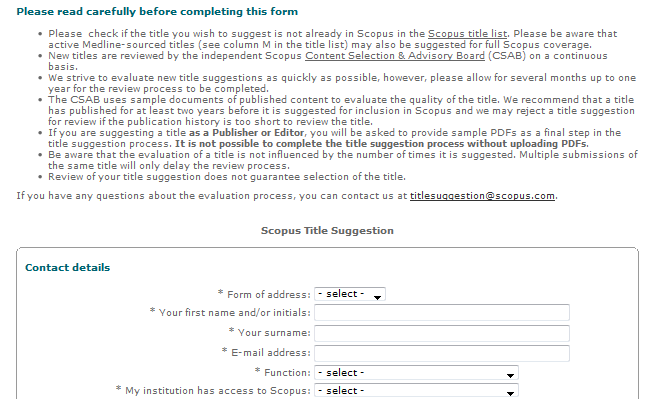 Please read carefully before completing this form
• Please check if the title you wish to suggest is not already in Scopus in the Scopus title list. Please be aware that
active Medline-sourced titles (see column M in the title list) may also be suggested for full Scopus coverage.
• New titles are reviewed by the independent Scopus Content Selection & Advisory Board (CSAB) on a continuous
basis.
• We strive to evaluate new title suggestions as quickly as possible, however, please allow for several months up to one
year for the review process to be completed.
• The CSAB uses sample documents of published content to evaluate the quality of the title. We recommend that a title
has published for at least two years before it is suggested for inclusion in Scopus and we may reject a title suggestion
for review if the publication history is too short to review the title.
• If you are suggesting a title as a Publisher or Editor, you will be asked to provide sample PDFs as a final step in the
title suggestion process. It is not possible to complete the title suggestion process without uploading PDFs.
• Be aware that the evaluation of a title is not influenced by the number of times it is suggested. Multiple submissions of
the same title will only delay the review process.
• Review of your title suggestion does not guarantee selection of the title.
If you have any questions about the evaluation process, you can contact us at titlesuggestion@scopus.com.
Scopus Title Suggestion
Contact details
* Form of address: - select -
* Your first name and/or initials:
* Your surname:
* E-mail address:
* Function: - select -
* My institution has access to Scopus: - select -